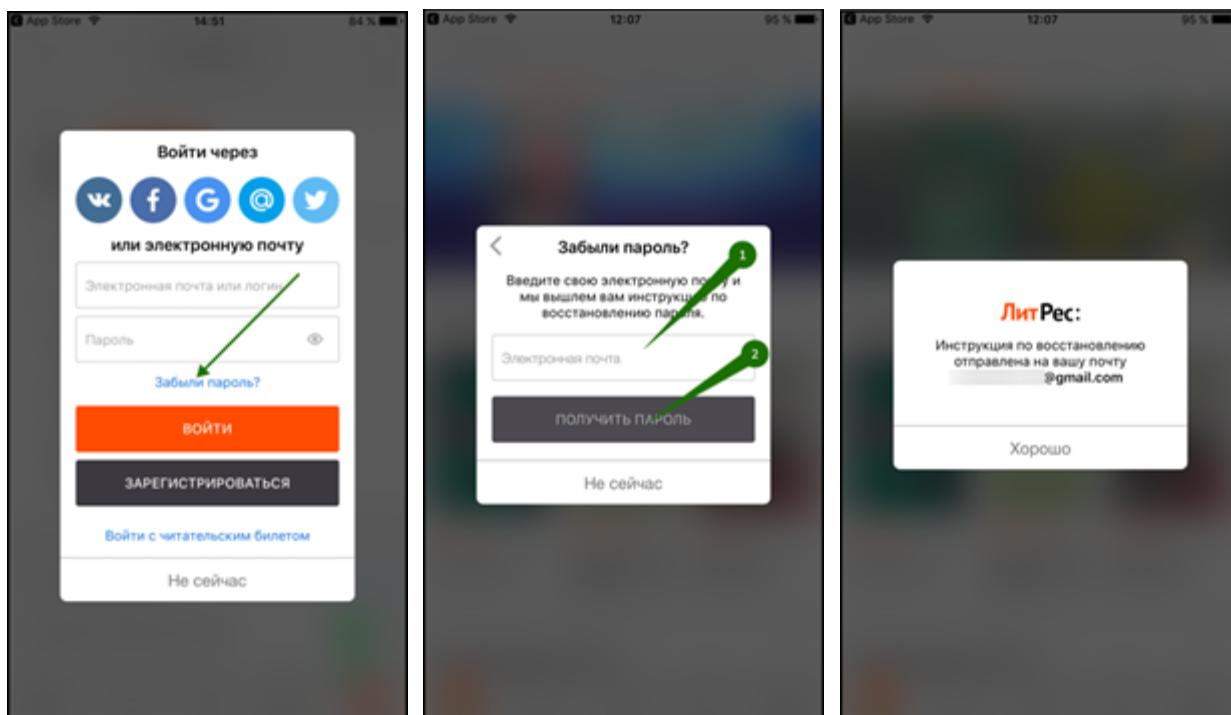 App Store 14:51 84 %
Войти через
или электронную почту
Электронная почта или логин
Пароль
Забыли пароль?
ВОЙТИ
ЗАРЕГИСТРИРОВАТЬСЯ
Войти с читательским билетом
Не сейчас
App Store 12:07 95 %
Забыли пароль?
1
Введите свою электронную почту и
мы вышлем вам инструкцию по
восстановлению пароля.
Электронная почта
2
ПОЛУЧИТЬ ПАРОЛЬ
Не сейчас
App Store 12:07 95 %
ЛитРес:
Инструкция по восстановлению
отправлена на вашу почту
@gmail.com
Хорошо